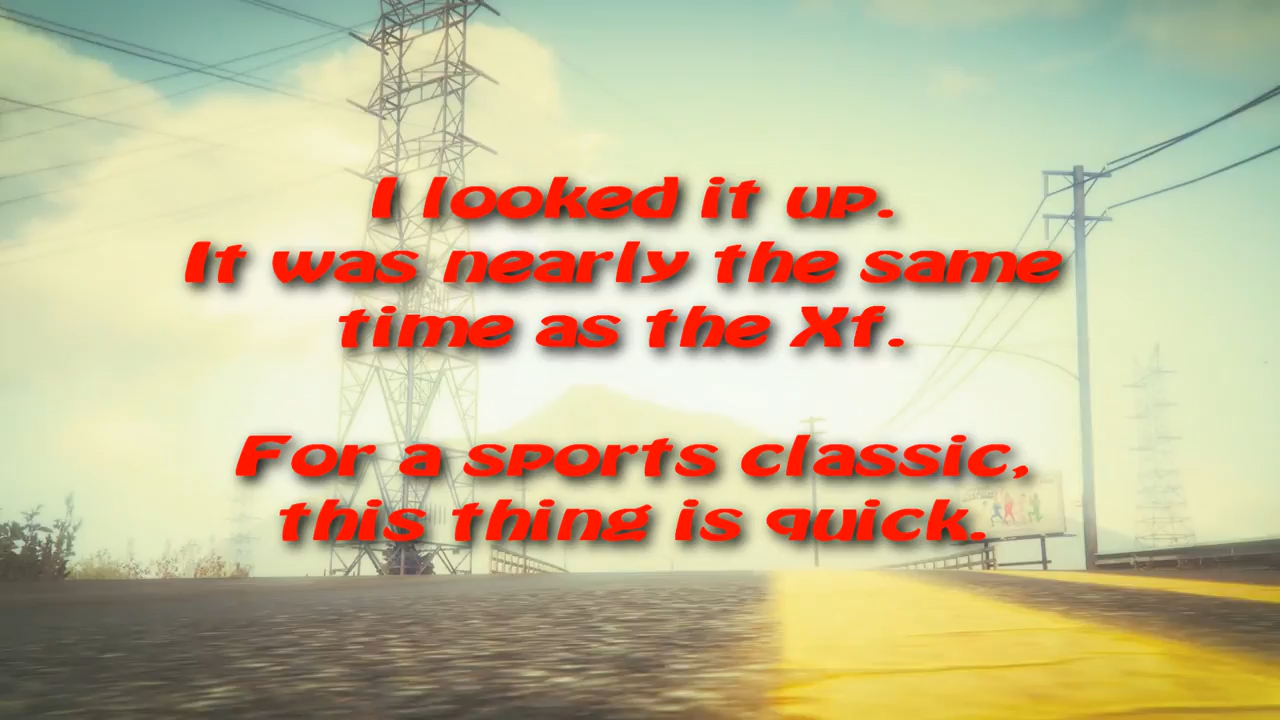 I looked it up.
It was nearly the same
time as the Xf.
For a sports classic,
this thing is quick.